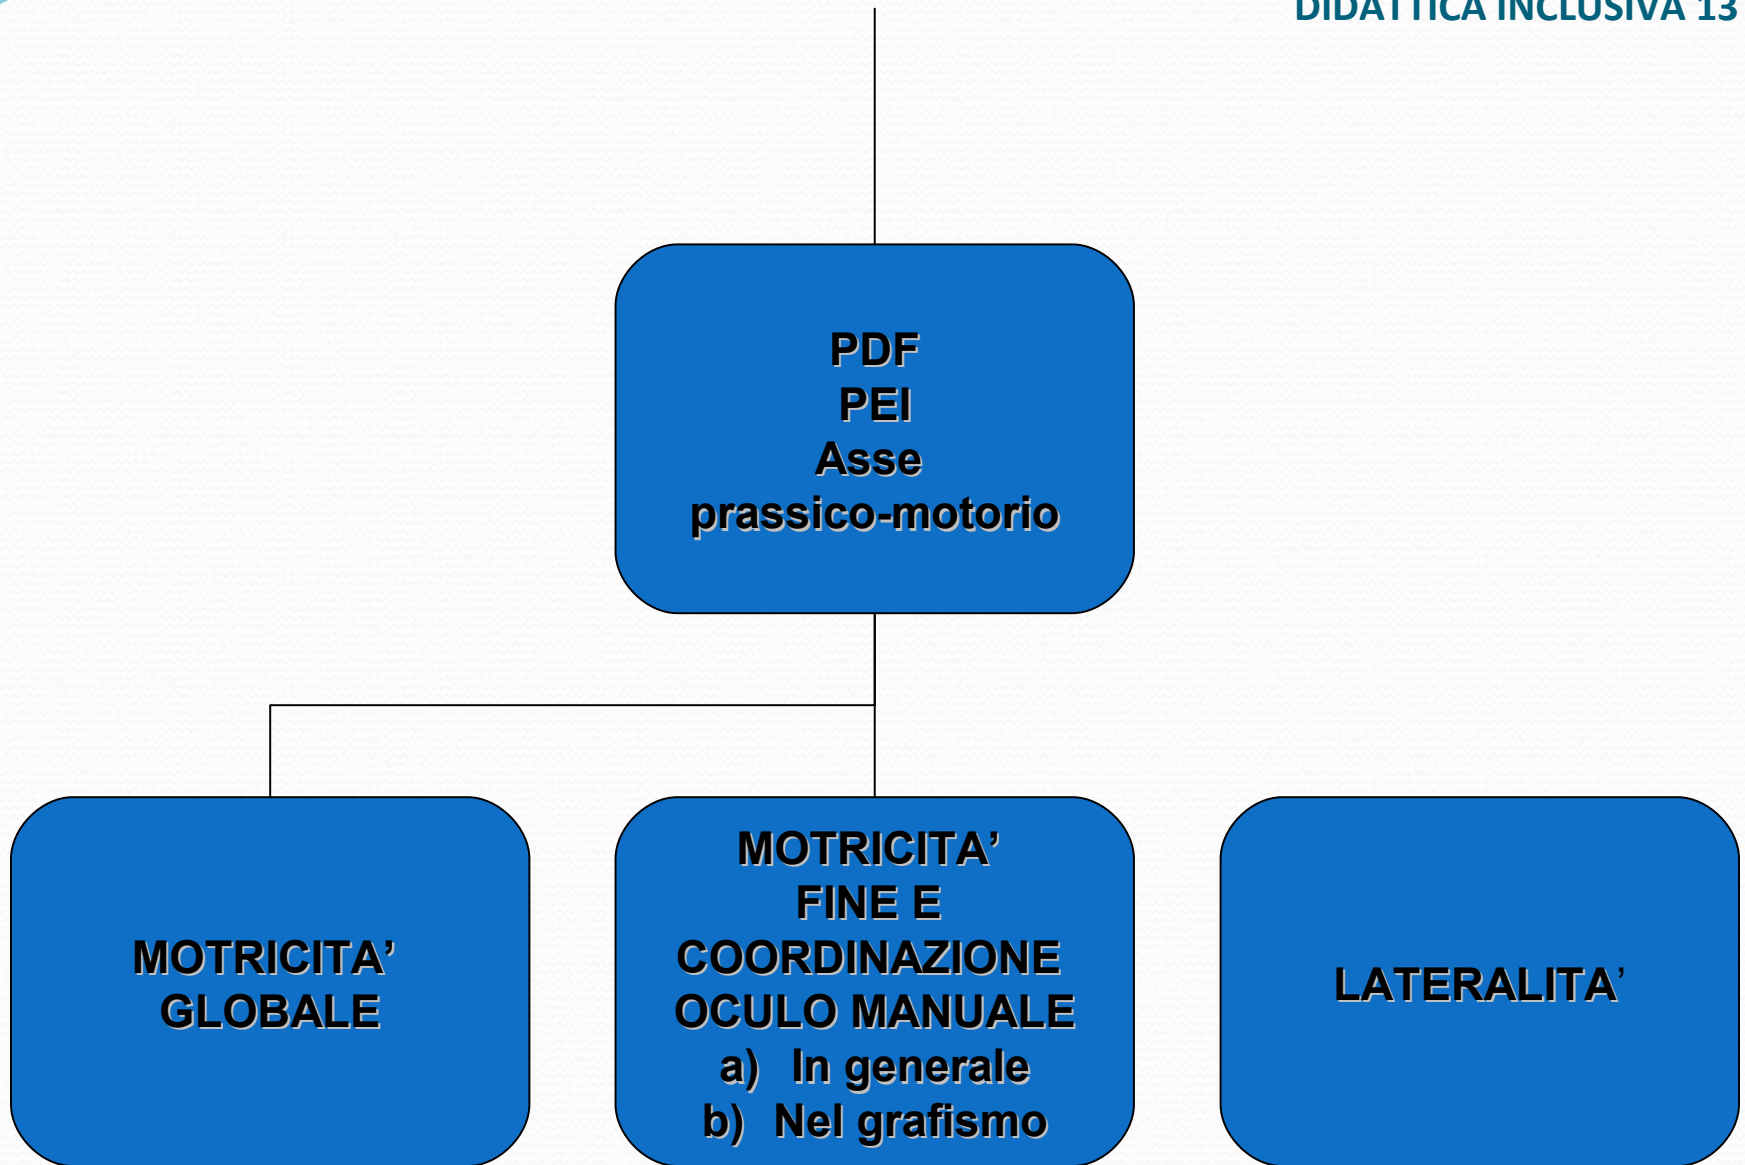 DIDATTICA INCLUSIVA 13
PDF
PEI
Asse
prassico-motorio
MOTRICITA’
GLOBALE
MOTRICITA’
FINE E
COORDINAZIONE
OCULO MANUALE
a) In generale
b) Nel grafismo
LATERALITA’